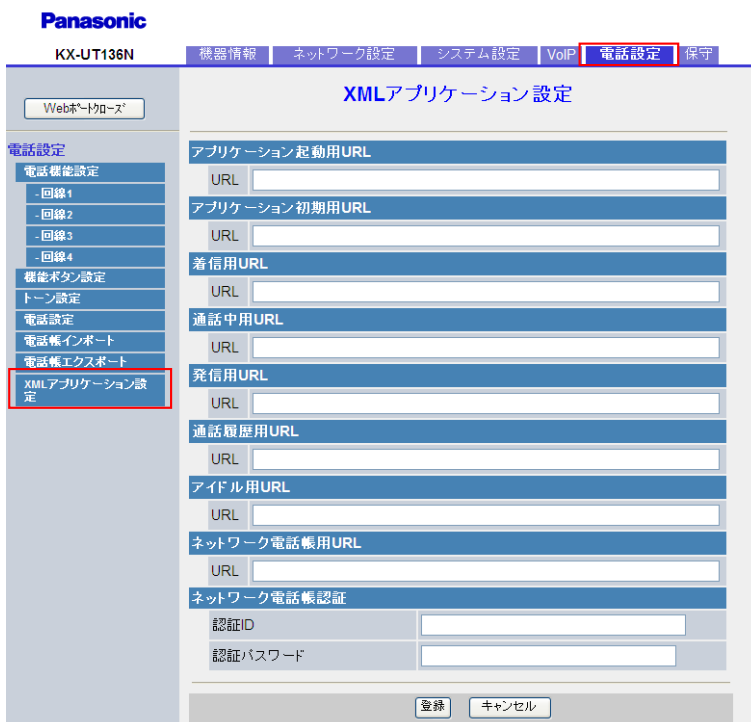 Panasonic
KX-UT136N
機器情報 ネットワーク設定 システム設定 VoIP 電話設定 保守
Webポートクローズ
XMLアプリケーション設定
電話設定
電話機能設定
-回線1
-回線2
-回線3
-回線4
機能ボタン設定
トーン設定
電話設定
電話帳インポート
電話帳エクスポート
XMLアプリケーション設
定
アプリケーション起動用URL
URL
アプリケーション初期用URL
URL
着信用URL
URL
通話中用URL
URL
発信用URL
URL
通話履歴用URL
URL
アイドル用URL
URL
ネットワーク電話帳用URL
URL
ネットワーク電話帳認証
認証ID
認証パスワード
登録 キャンセル